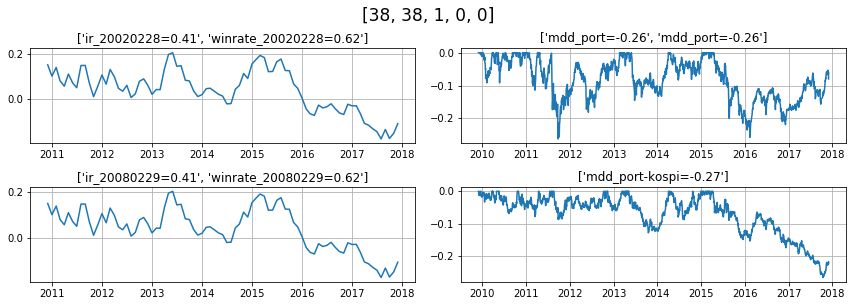 [38, 38, 1, 0, 0]
['ir_20020228=0.41', 'winrate_20020228=0.62']
0.2
0.0
2011 2012 2013 2014 2015 2016 2017 2018
['mdd_port=-0.26', 'mdd_port=-0.26']
0.0
−0.1
−0.2
2010 2011 2012 2013 2014 2015 2016 2017 2018
['ir_20080229=0.41', 'winrate_20080229=0.62']
0.2
0.0
2011 2012 2013 2014 2015 2016 2017 2018
['mdd_port-kospi=-0.27']
0.0
−0.1
−0.2
2010 2011 2012 2013 2014 2015 2016 2017 2018